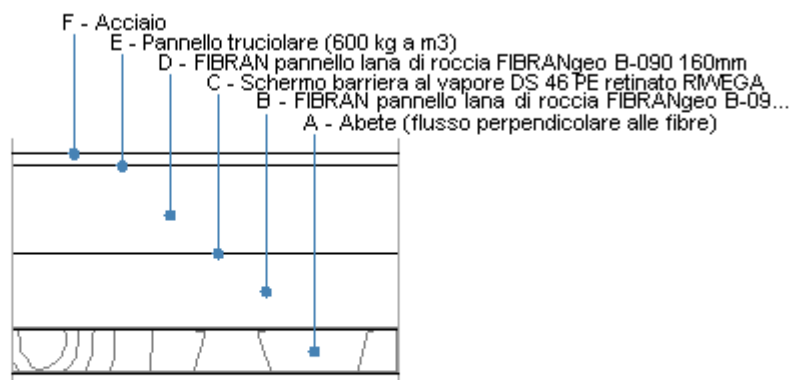 F - Acciaio
E - Pannello truciolare (600 kg a m3)
D - FIBRAN pannello lana di roccia FIBRANgeo B-090 160mm
C - Schermo barriera al vapore DS 46 PE retinato RIWEGA
B - FIBRAN pannello lana di roccia FIBRANgeo B-09...
A - Abete (flusso perpendicolare alle fibre)